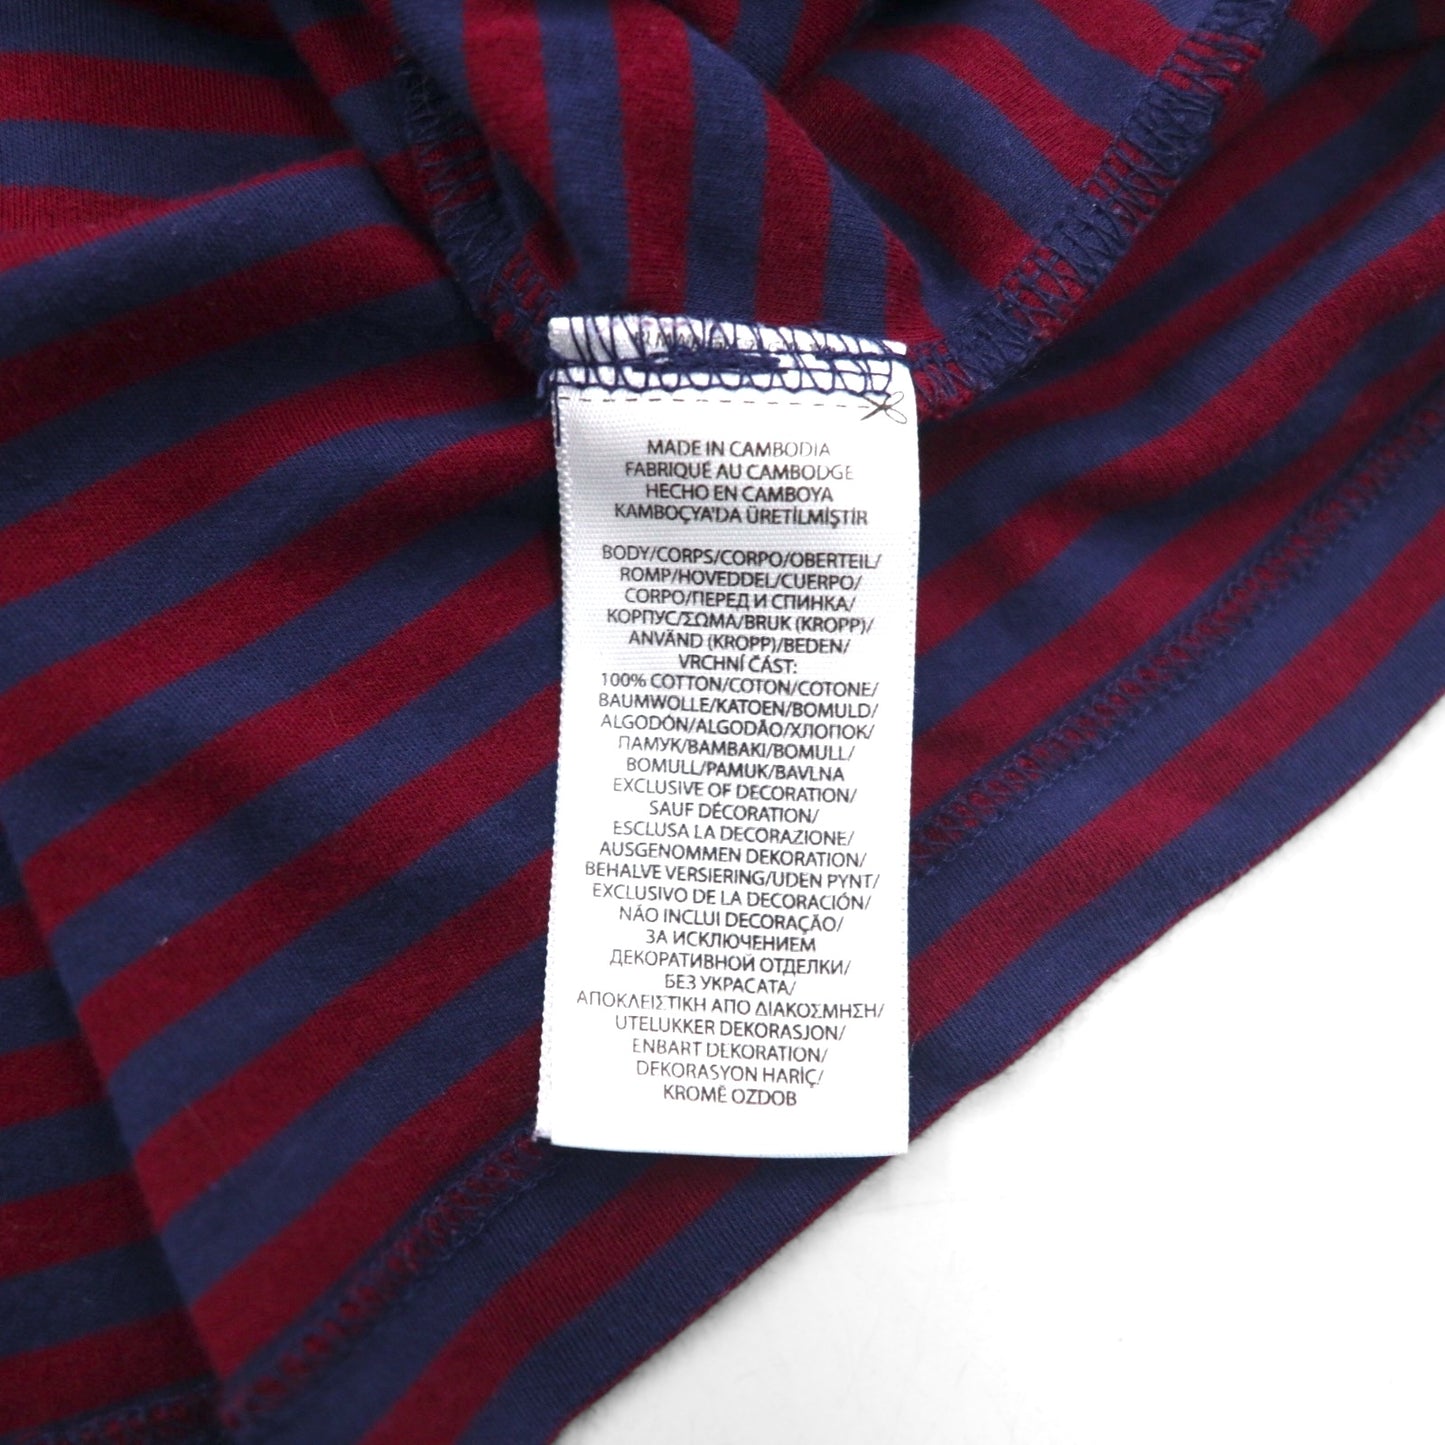 MADE IN CAMBODIA
FABRIQUÉ AU CAMBODGE
HECHO EN CAMBOYA
KAMBOÇYA'DA ÜRETİLMİŞTİR
BODY/CORPS/CORPO/OBERTEIL/
ROMP/HOVEDDEL/CUERPO/
CORPO/ПЕРЕД И СПИНКА/
КОРПУС/ΣΩΜΑ/BRUK (KROPP)/
ANVÄND (KROPP)/BEDEN/
VRCHNÍ ČÁST:
100% COTTON/COTON/COTONE/
BAUMWOLLE/KATOEN/BOMULD/
ALGODÓN/ALGODÃO/ХЛОПОК/
ПАМУК/BAMBAKI/BOMULL/
BOMULL/PAMUK/BAVLNA
EXCLUSIVE OF DECORATION/
SAUF DÉCORATION/
ESCLUSA LA DECORAZIONE/
AUSGENOMMEN DEKORATION/
BEHALVE VERSIERING/UDEN PYNT/
EXCLUSIVO DE LA DECORACIÓN/
NÃO INCLUI DECORAÇÃO/
ЗА ИСКЛЮЧЕНИЕМ
ДЕКОРАТИВНОЙ ОТДЕЛКИ/
БЕЗ УКРАСАТА/
ΑΠΟΚΛΕΙΣΤΙΚΗ ΑΠΟ ΔΙΑΚΟΣΜΗΣΗ/
UTELUKKER DEKORASJON/
ENBART DEKORATION/
DEKORASYON HARİÇ/
KROMĚ OZDOB